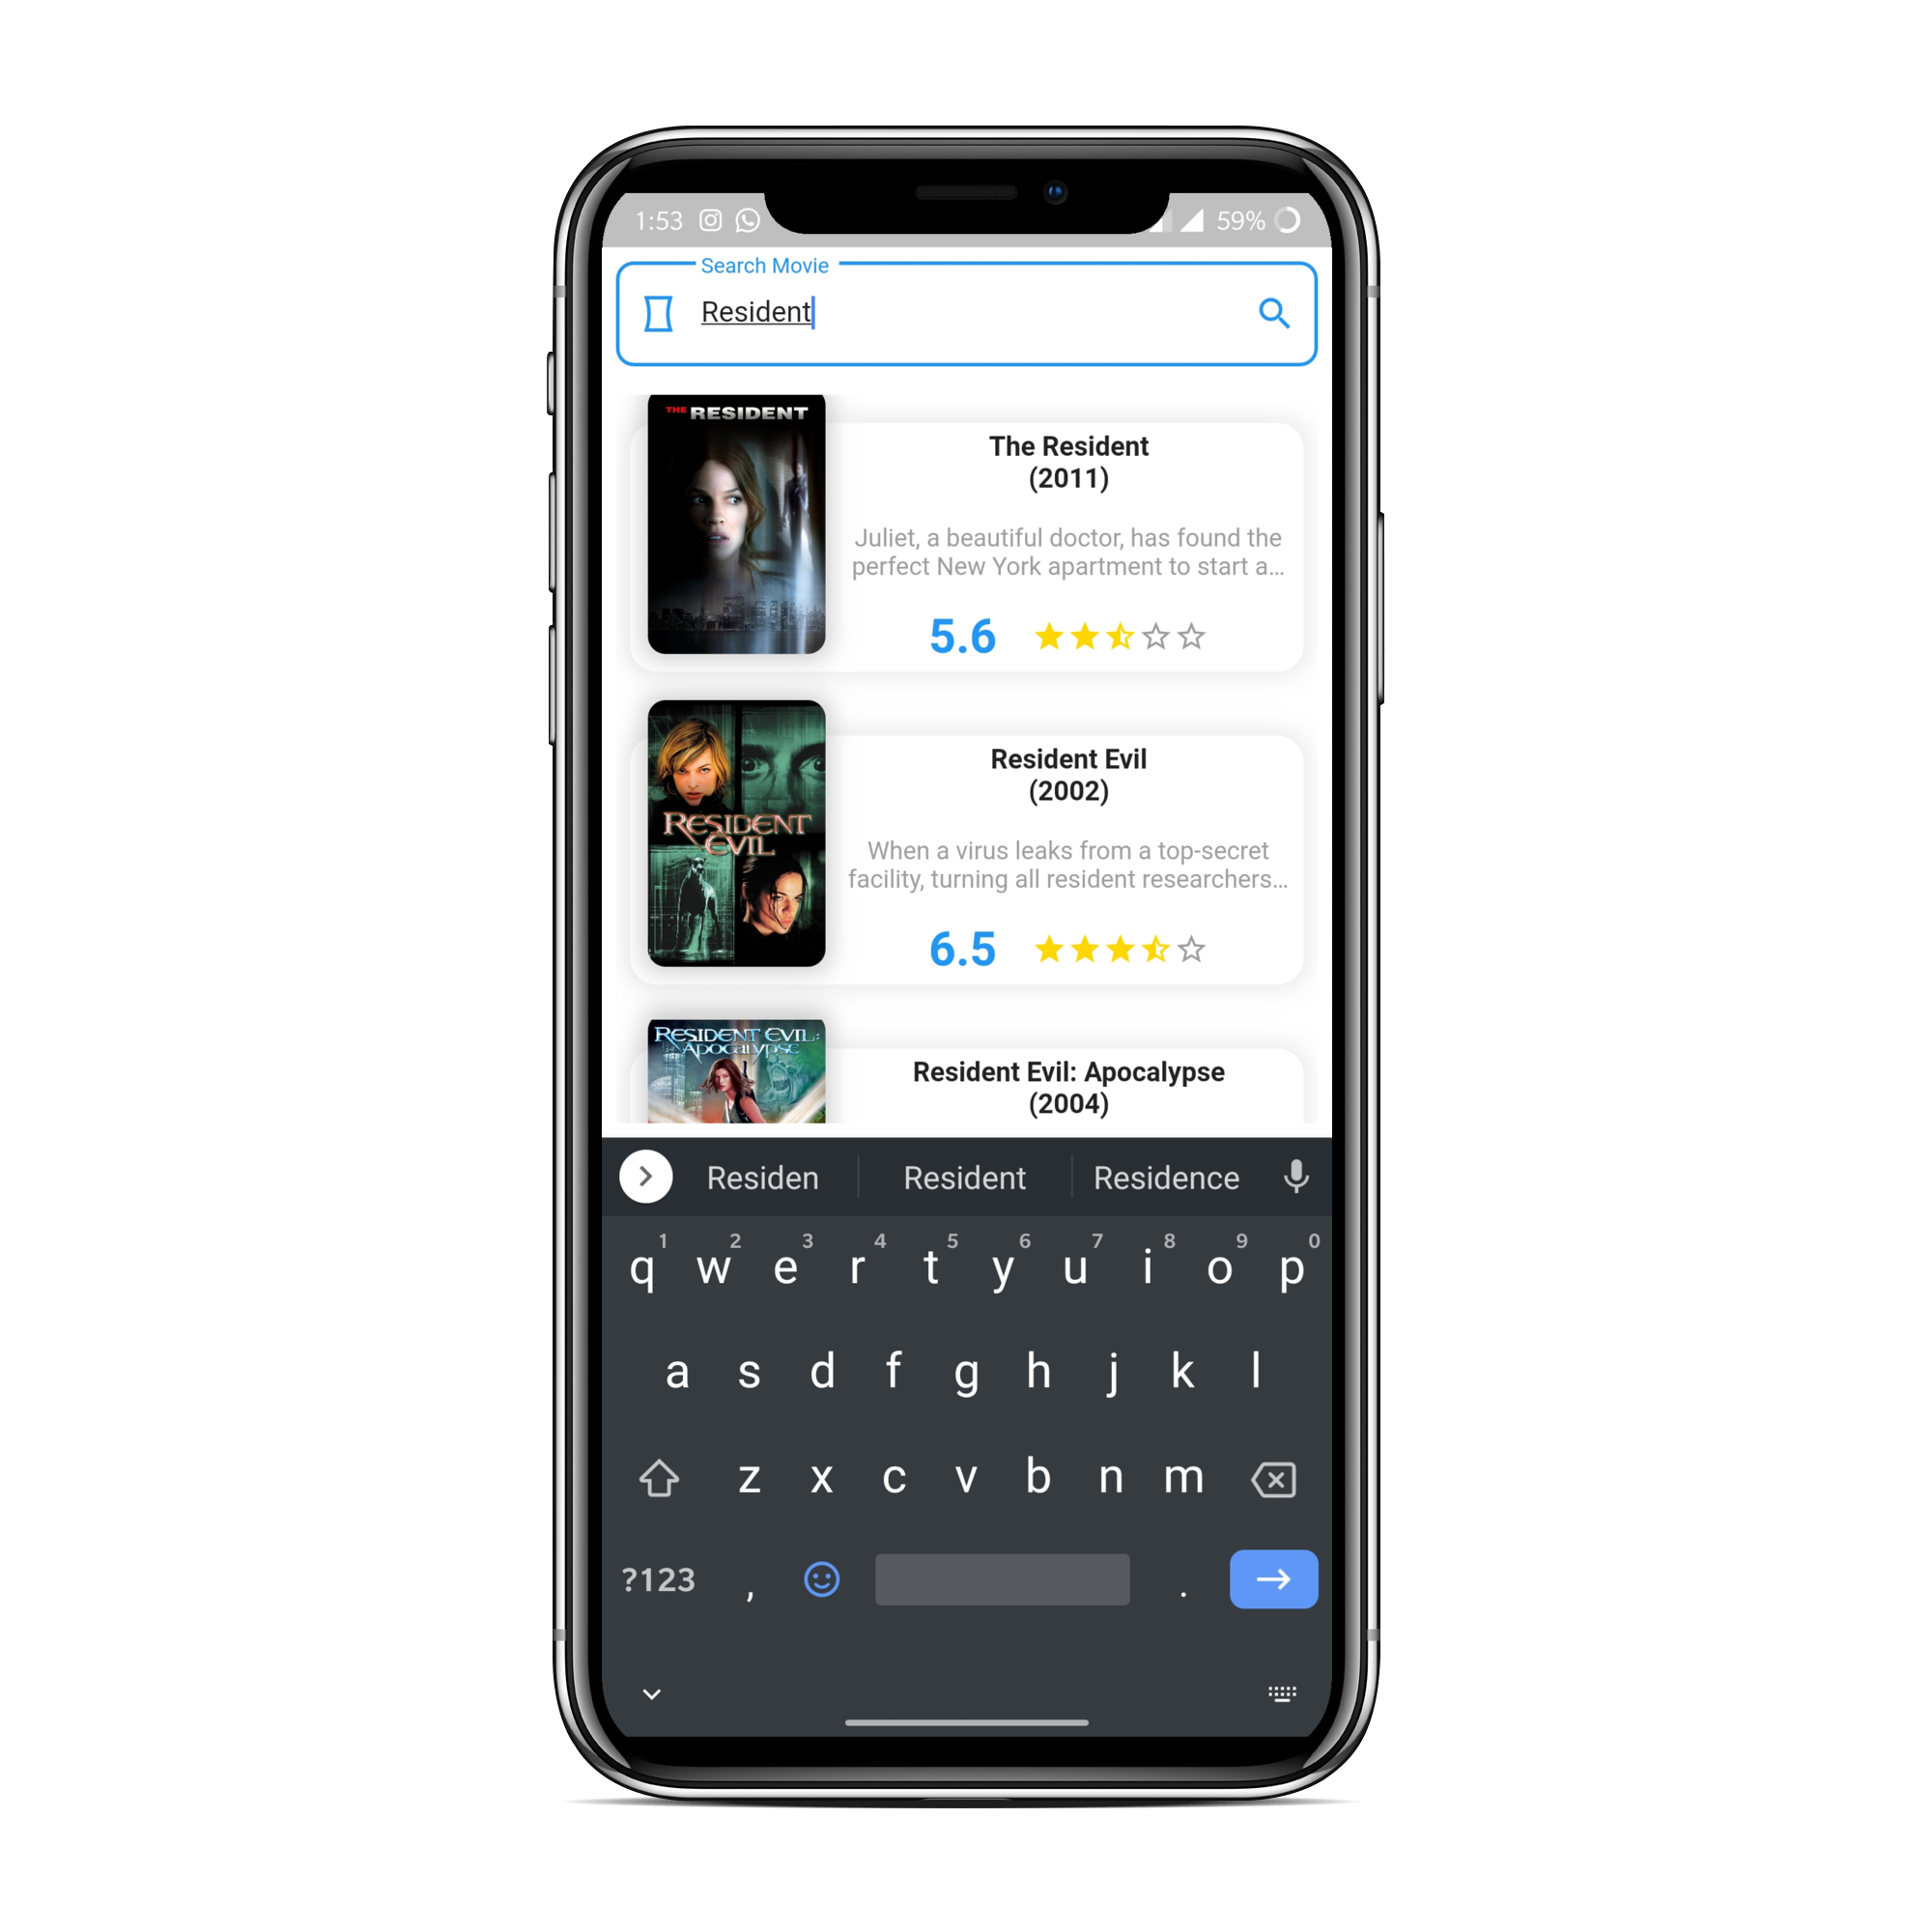 1:53 59%
Search Movie
Resident
THE RESIDENT
The Resident
(2011)
Juliet, a beautiful doctor, has found the
perfect New York apartment to start a...
5.6
RESIDENT
EVIL
Resident Evil
(2002)
When a virus leaks from a top-secret
facility, turning all resident researchers...
6.5
RESIDENT EVIL:
APOCALYPSE
Resident Evil: Apocalypse
(2004)
Residen Resident Residence
1 2 3 4 5 6 7 8 9 0
q w e r t y u i o p
a s d f g h j k l
z x c v b n m
?123 , .